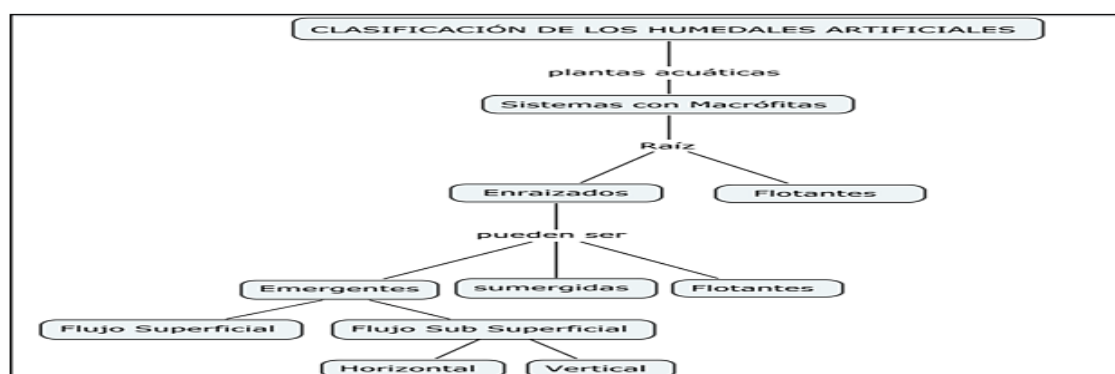 CLASIFICACIÓN DE LOS HUMEDALES ARTIFICIALES
plantas acuáticas
Sistemas con Macrófitas
Raíz
Enraizados
Flotantes
pueden ser
Emergentes
sumergidas
Flotantes
Flujo Superficial
Flujo Sub Superficial
Horizontal
Vertical